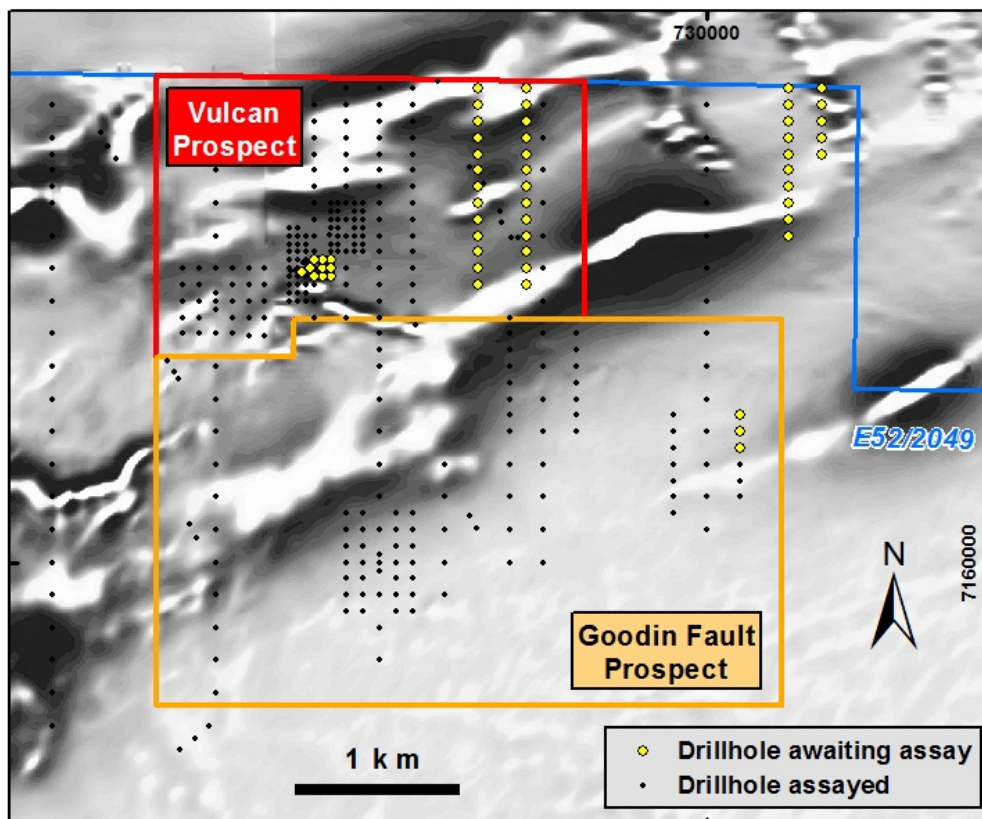 730000
Vulcan
Prospect
E52/2049
N
7160000
Goodin Fault
Prospect
1 km
Drillhole awaiting assay
Drillhole assayed